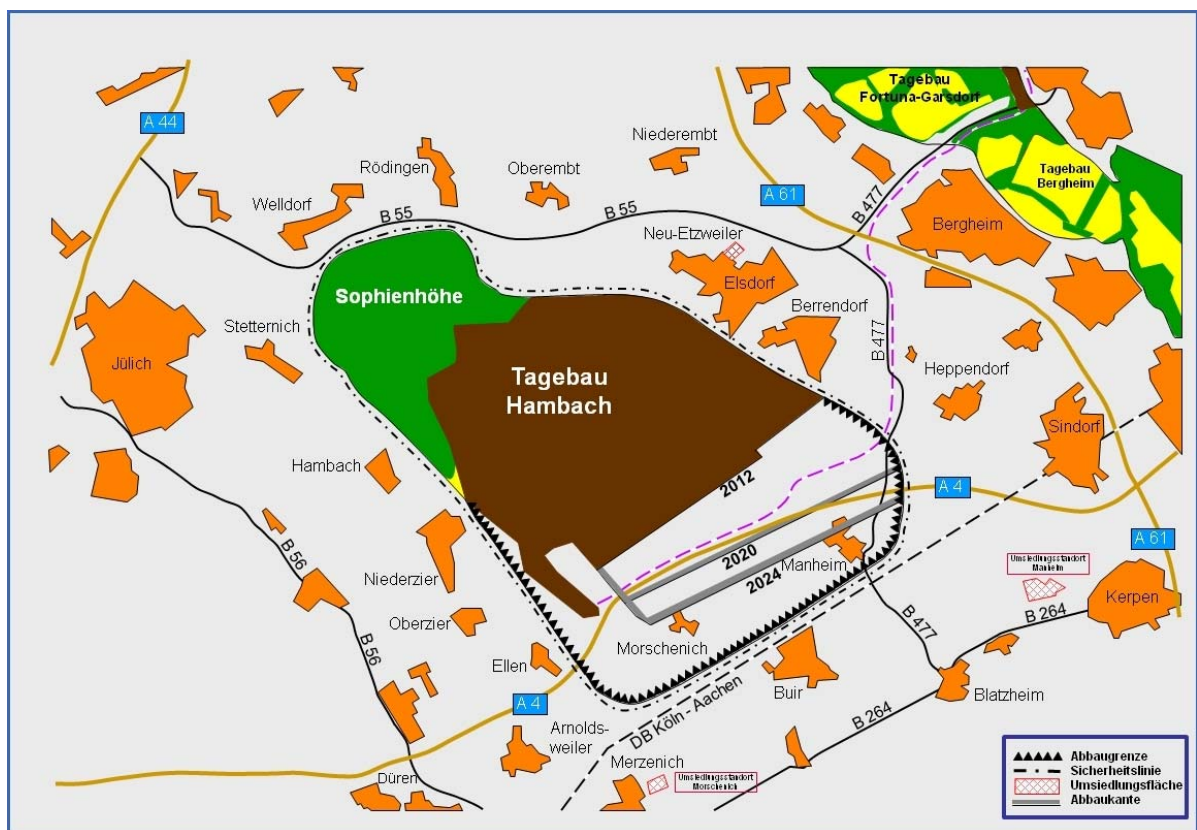 Tagebau
Fortuna-Garsdorf
A 44
Niederembt
Rödingen
Oberembt
Tagebau
Bergheim
A 61
B 477
Welldorf
B 55
B 55
Neu-Etzweiler
Bergheim
Elsdorf
Sophienhöhe
Berrendorf
Stetternich
B 477
Jülich
Heppendorf
Tagebau
Hambach
Sindorf
Hambach
2012
A 4
A 61
B 56
2020
Manheim
Umsiedlungsstandort
Manheim
2024
Niederzier
Kerpen
B 264
Oberzier
B 477
Morschenich
B 56
Ellen
Buir
Blatzheim
A 4
DB Köln - Aachen
B 264
Arnolds-
weiler
Merzenich
Düren
Umsiedlungsstandort
Morschenich
Abbaugrenze
Sicherheitslinie
Umsiedlungsfläche
Abbaukante